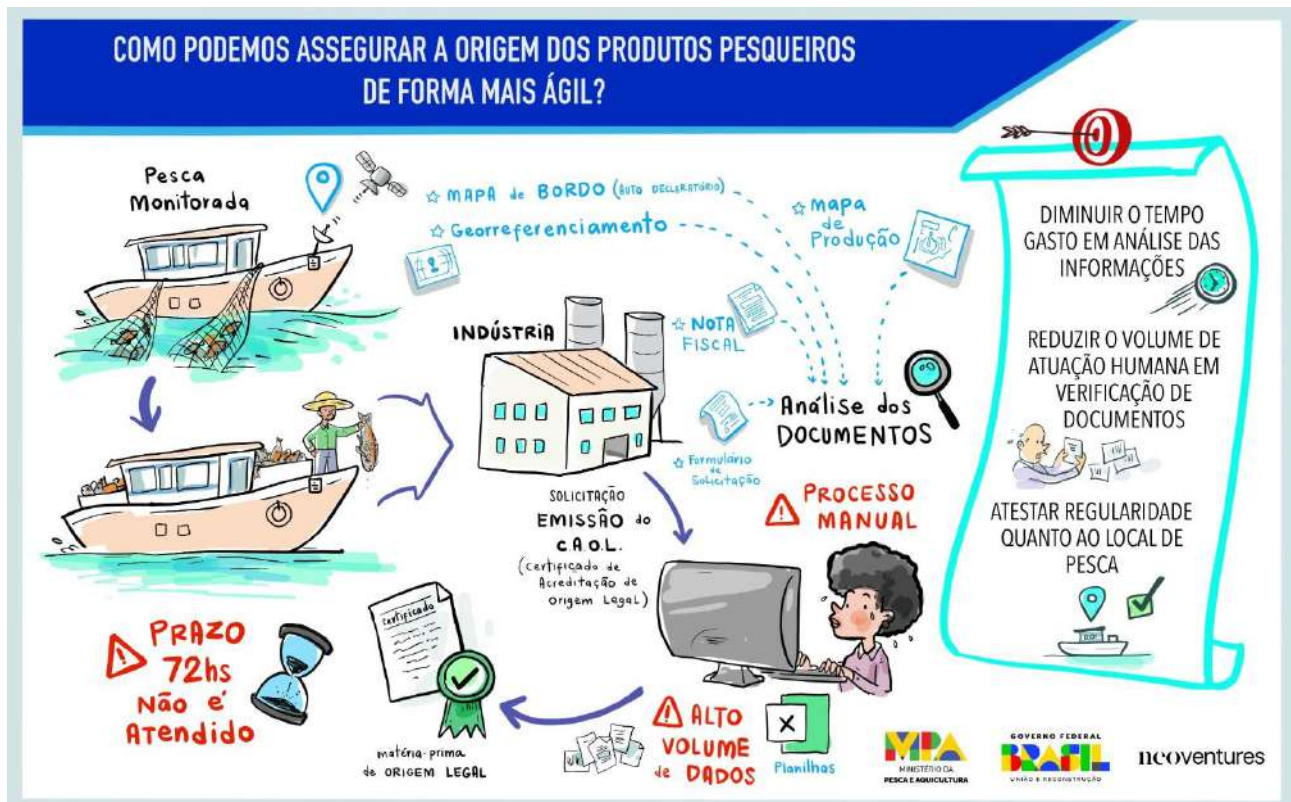 COMO PODEMOS ASSEGURAR A ORIGEM DOS PRODUTOS PESQUEIROS
DE FORMA MAIS ÁGIL?
Pesca
Monitorada
☆ MAPA de BORDO (AUTO DECLARATÓRIO)
☆ Georreferenciamento
☆ mapa
de
Produção
☆ NOTA
FISCAL
INDÚSTRIA
Análise dos
DOCUMENTOS
☆ Formulário
de
Solicitação
SOLICITAÇÃO
EMISSÃO do
C.A.O.L.
(Certificado de
Acreditação de
Origem Legal)
PROCESSO
MANUAL
PRAZO
72hs
Não é
Atendido
certificado
matéria-prima
de ORIGEM LEGAL
ALTO
VOLUME
de DADOS
X
Planilhas
DIMINUIR O TEMPO
GASTO EM ANÁLISE DAS
INFORMAÇÕES
REDUZIR O VOLUME DE
ATUAÇÃO HUMANA EM
VERIFICAÇÃO DE
DOCUMENTOS
ATESTAR REGULARIDADE
QUANTO AO LOCAL DE
PESCA
MPA
MINISTÉRIO DA
PESCA E AQUICULTURA
GOVERNO FEDERAL
BRASIL
UNIÃO E RECONSTRUÇÃO
neoventures